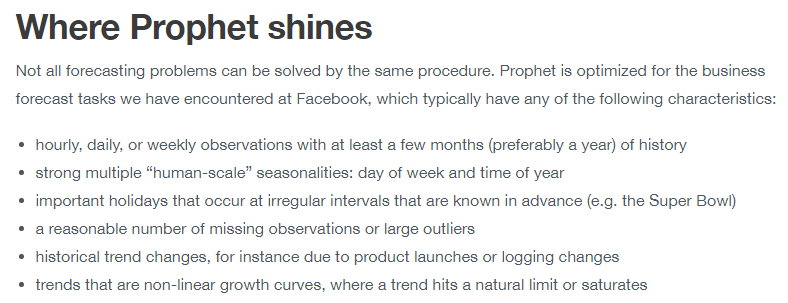 Where Prophet shines
Not all forecasting problems can be solved by the same procedure. Prophet is optimized for the business
forecast tasks we have encountered at Facebook, which typically have any of the following characteristics:
• hourly, daily, or weekly observations with at least a few months (preferably a year) of history
• strong multiple “human-scale” seasonalities: day of week and time of year
• important holidays that occur at irregular intervals that are known in advance (e.g. the Super Bowl)
• a reasonable number of missing observations or large outliers
• historical trend changes, for instance due to product launches or logging changes
• trends that are non-linear growth curves, where a trend hits a natural limit or saturates